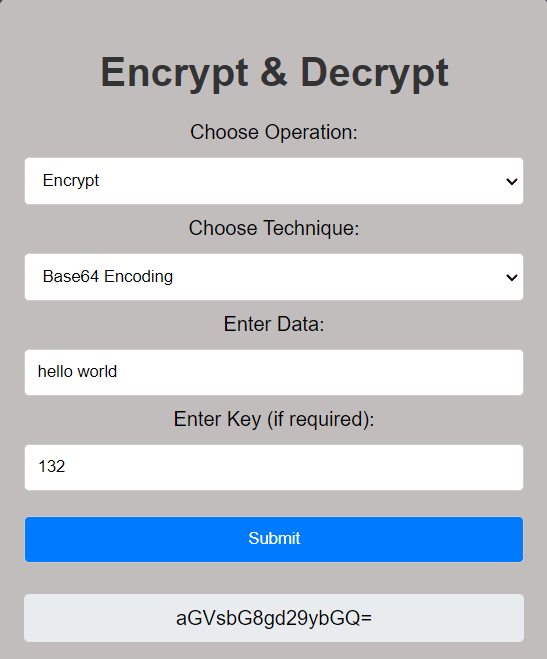 Encrypt & Decrypt
Choose Operation:
Encrypt
Choose Technique:
Base64 Encoding
Enter Data:
hello world
Enter Key (if required):
132
Submit
aGVsbG8gd29ybGQ=